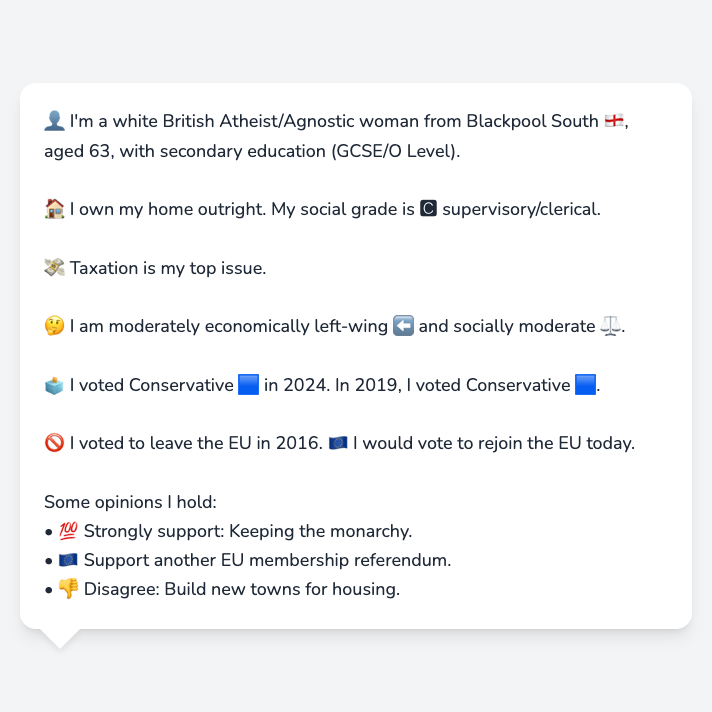 👤 I'm a white British Atheist/Agnostic woman from Blackpool South 🏴󠁧󠁢󠁥󠁮󠁧󠁿,
aged 63, with secondary education (GCSE/O Level).
🏠 I own my home outright. My social grade is 🅲 supervisory/clerical.
💸 Taxation is my top issue.
🤔 I am moderately economically left-wing ⬅️ and socially moderate ⚖️.
🗳️ I voted Conservative 🟦 in 2024. In 2019, I voted Conservative 🟦.
🚫 I voted to leave the EU in 2016. 🇪🇺 I would vote to rejoin the EU today.
Some opinions I hold:
• 💯 Strongly support: Keeping the monarchy.
• 🇪🇺 Support another EU membership referendum.
• 👎 Disagree: Build new towns for housing.